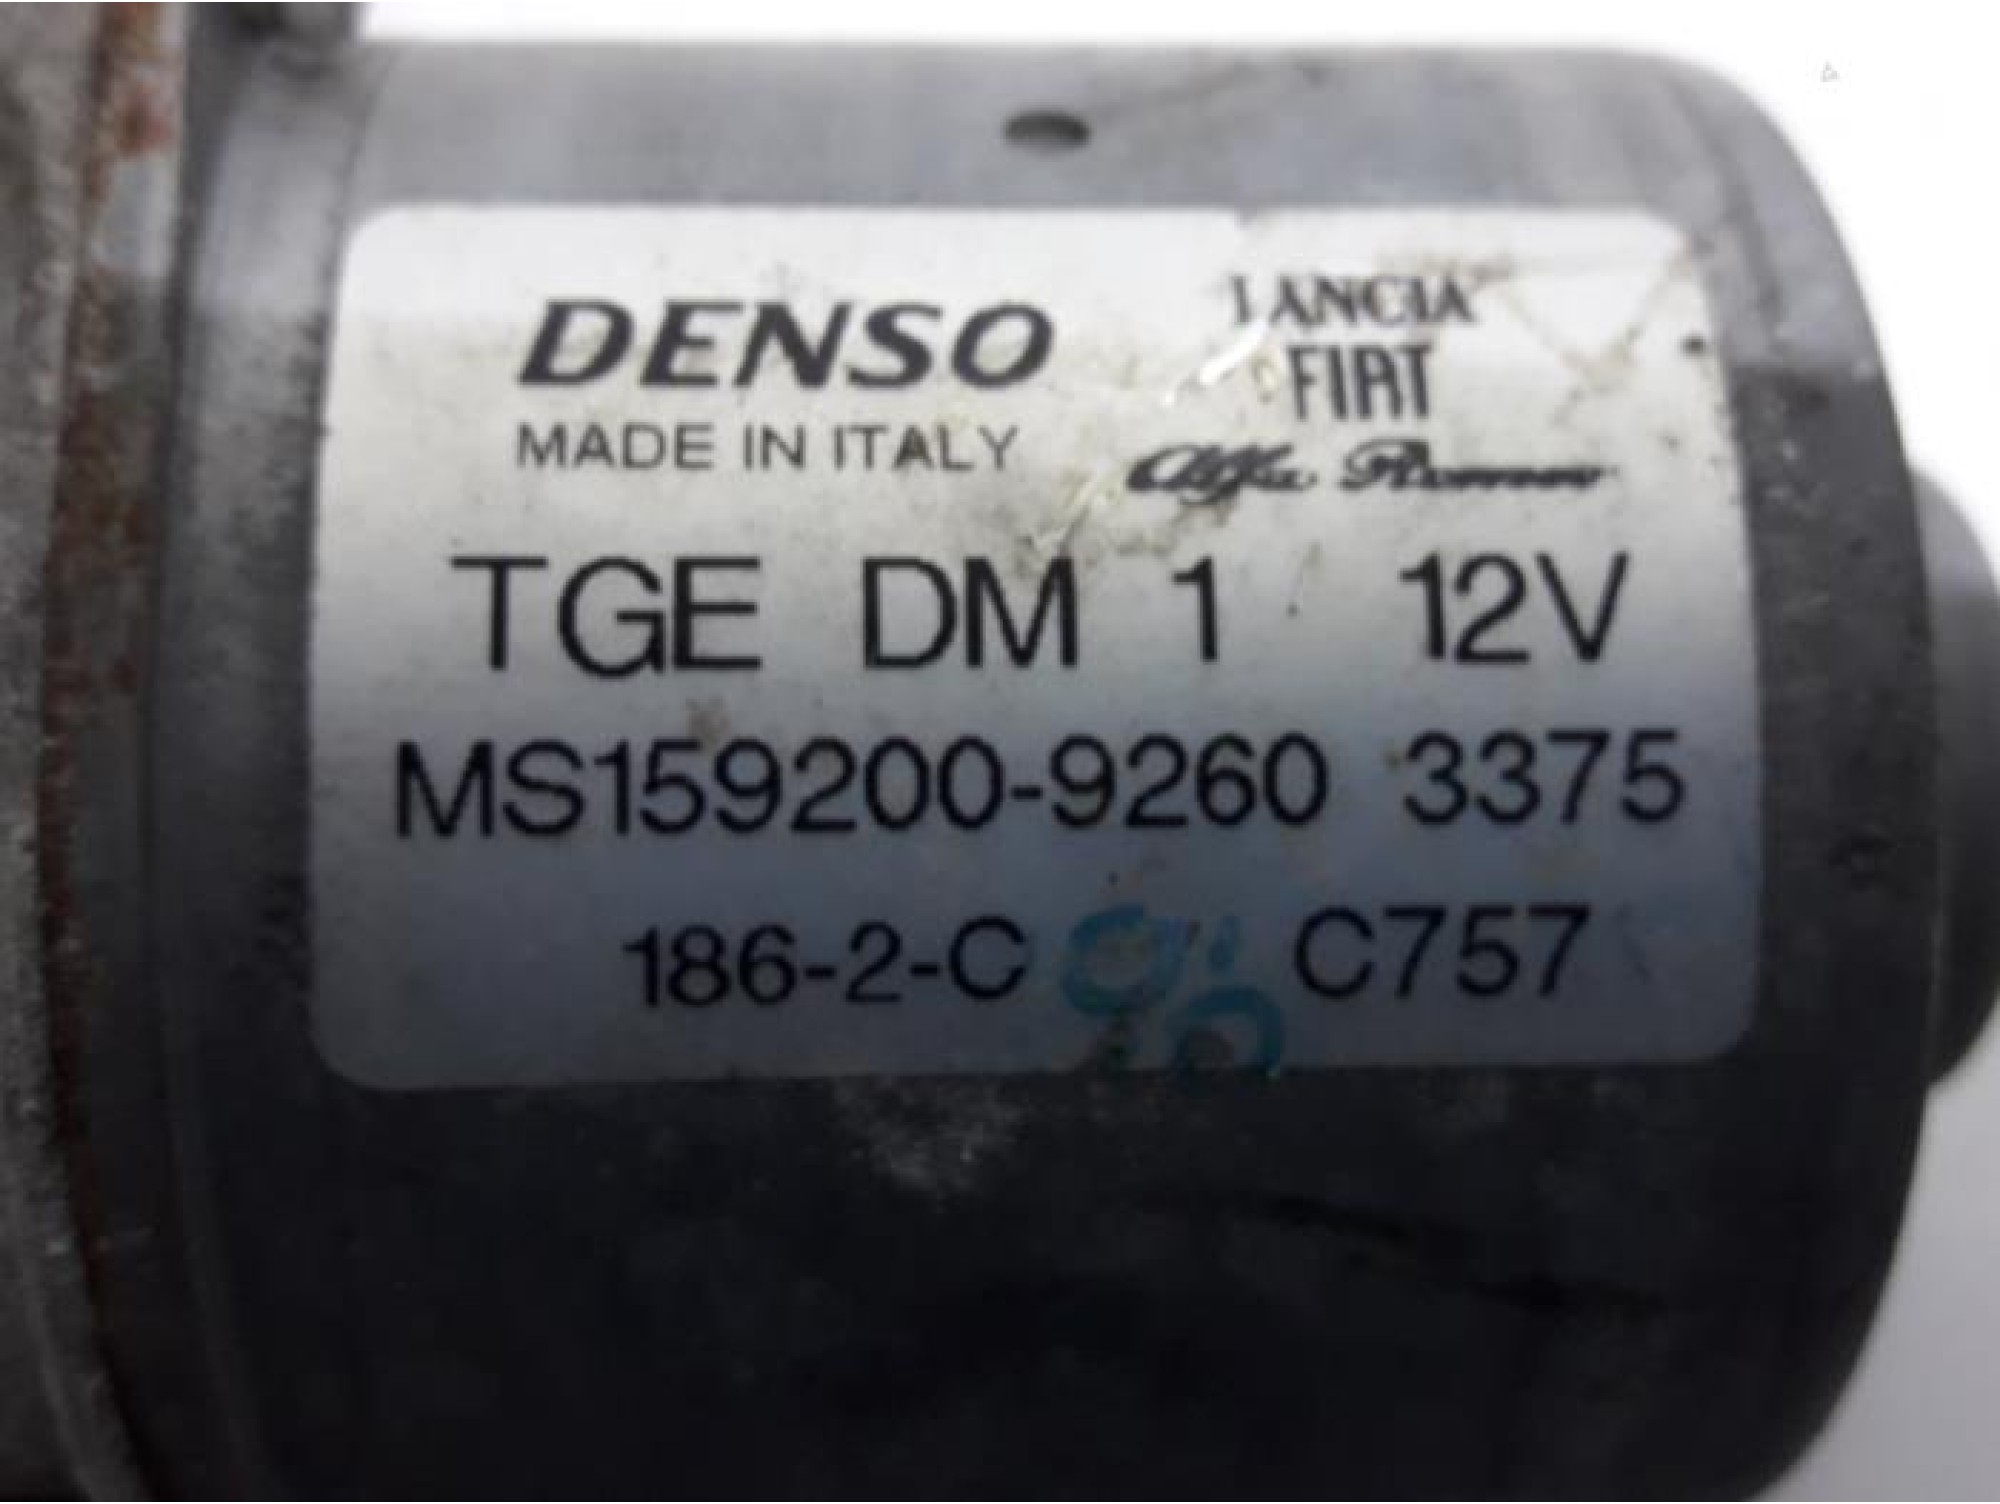 DENSO
MADE IN ITALY
LANCIA
FIAT
Alfa Romeo
TGE DM 1 12V
MS159200-9260 3375
186-2-C C757